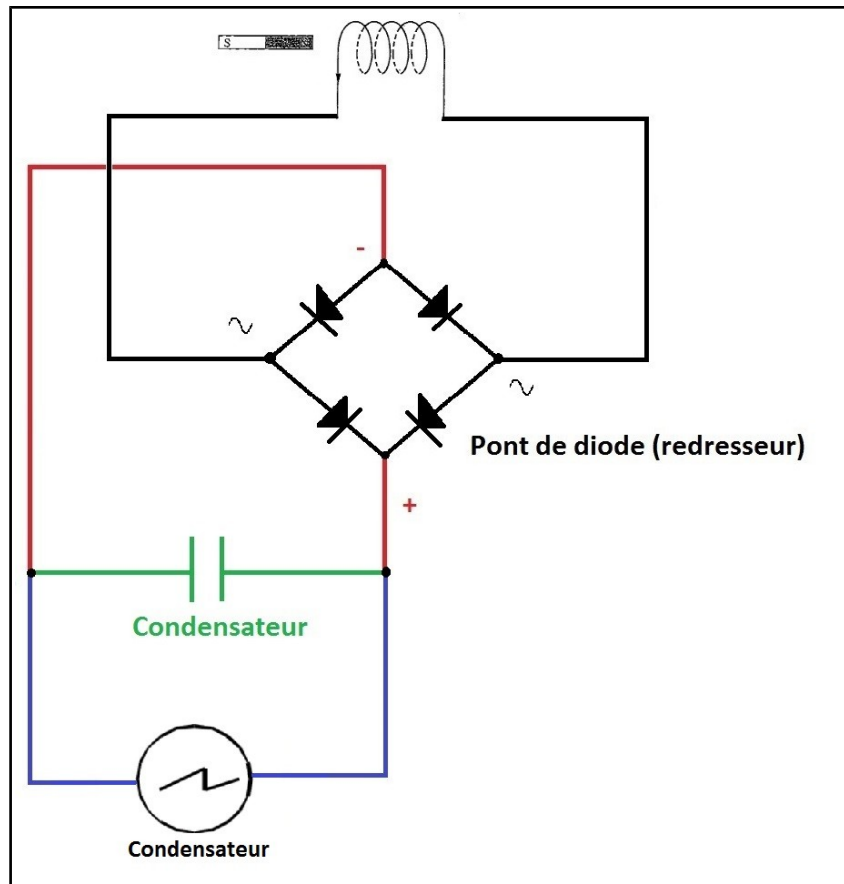 S
-
Pont de diode (redresseur)
+
Condensateur
Condensateur